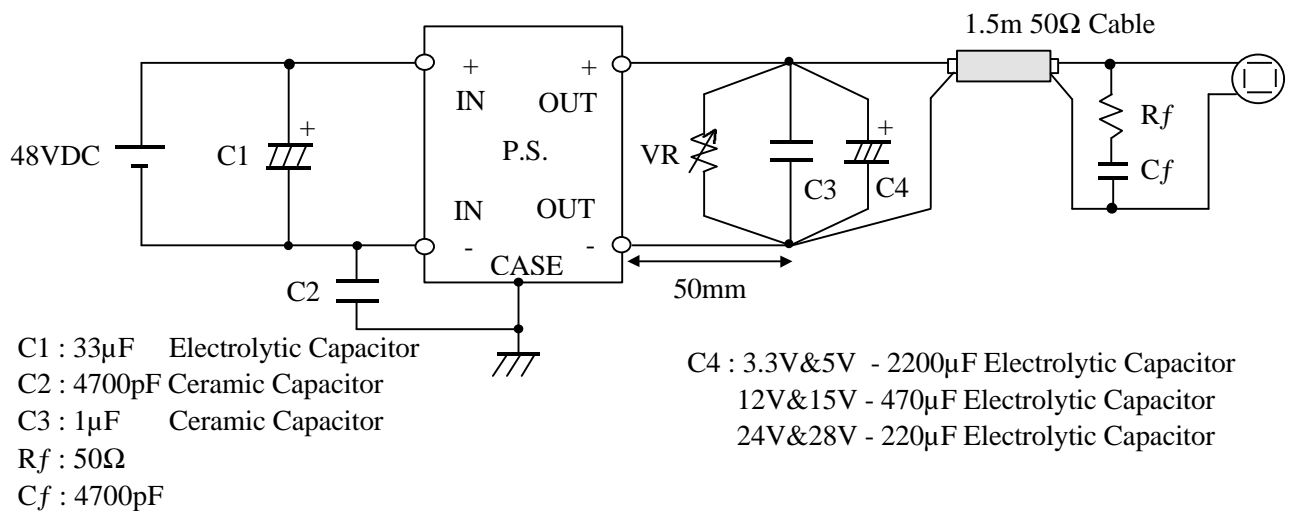 1.5m 50Ω Cable
+ +
IN OUT
P.S.
48VDC
C1
+
VR
C3
+
C4
Rƒ
Cƒ
IN OUT
- -
CASE
C2
50mm
C1 : 33µF Electrolytic Capacitor
C2 : 4700pF Ceramic Capacitor
C3 : 1µF Ceramic Capacitor
Rƒ : 50Ω
Cƒ : 4700pF
C4 : 3.3V&5V - 2200µF Electrolytic Capacitor
12V&15V - 470µF Electrolytic Capacitor
24V&28V - 220µF Electrolytic Capacitor